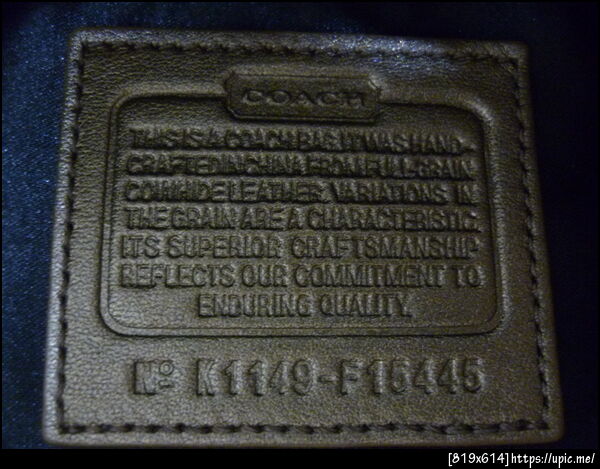 COACH
THIS IS A COACH BAG. IT WAS HAND-
CRAFTED IN CHINA FROM FULL GRAIN
COWHIDE LEATHER. VARIATIONS IN
THE GRAIN ARE A CHARACTERISTIC.
ITS SUPERIOR CRAFTSMANSHIP
REFLECTS OUR COMMITMENT TO
ENDURING QUALITY.
Nº K1149-F15445
[819x614]https://upic.me/